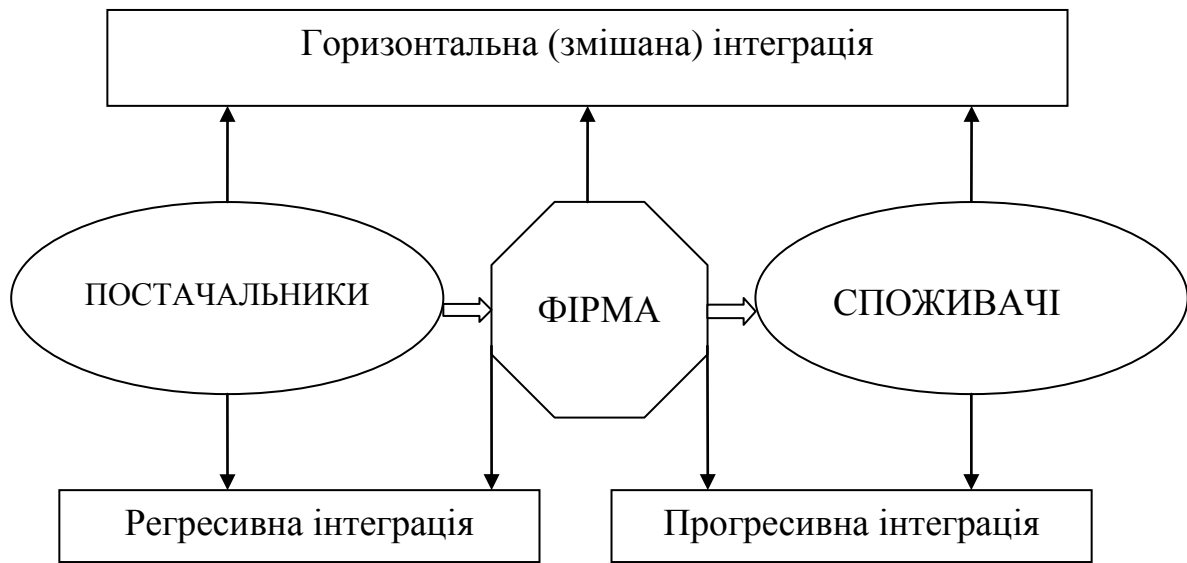 Горизонтальна (змішана) інтеграція
ПОСТАЧАЛЬНИКИ
ФІРМА
СПОЖИВАЧІ
Регресивна інтеграція
Прогресивна інтеграція